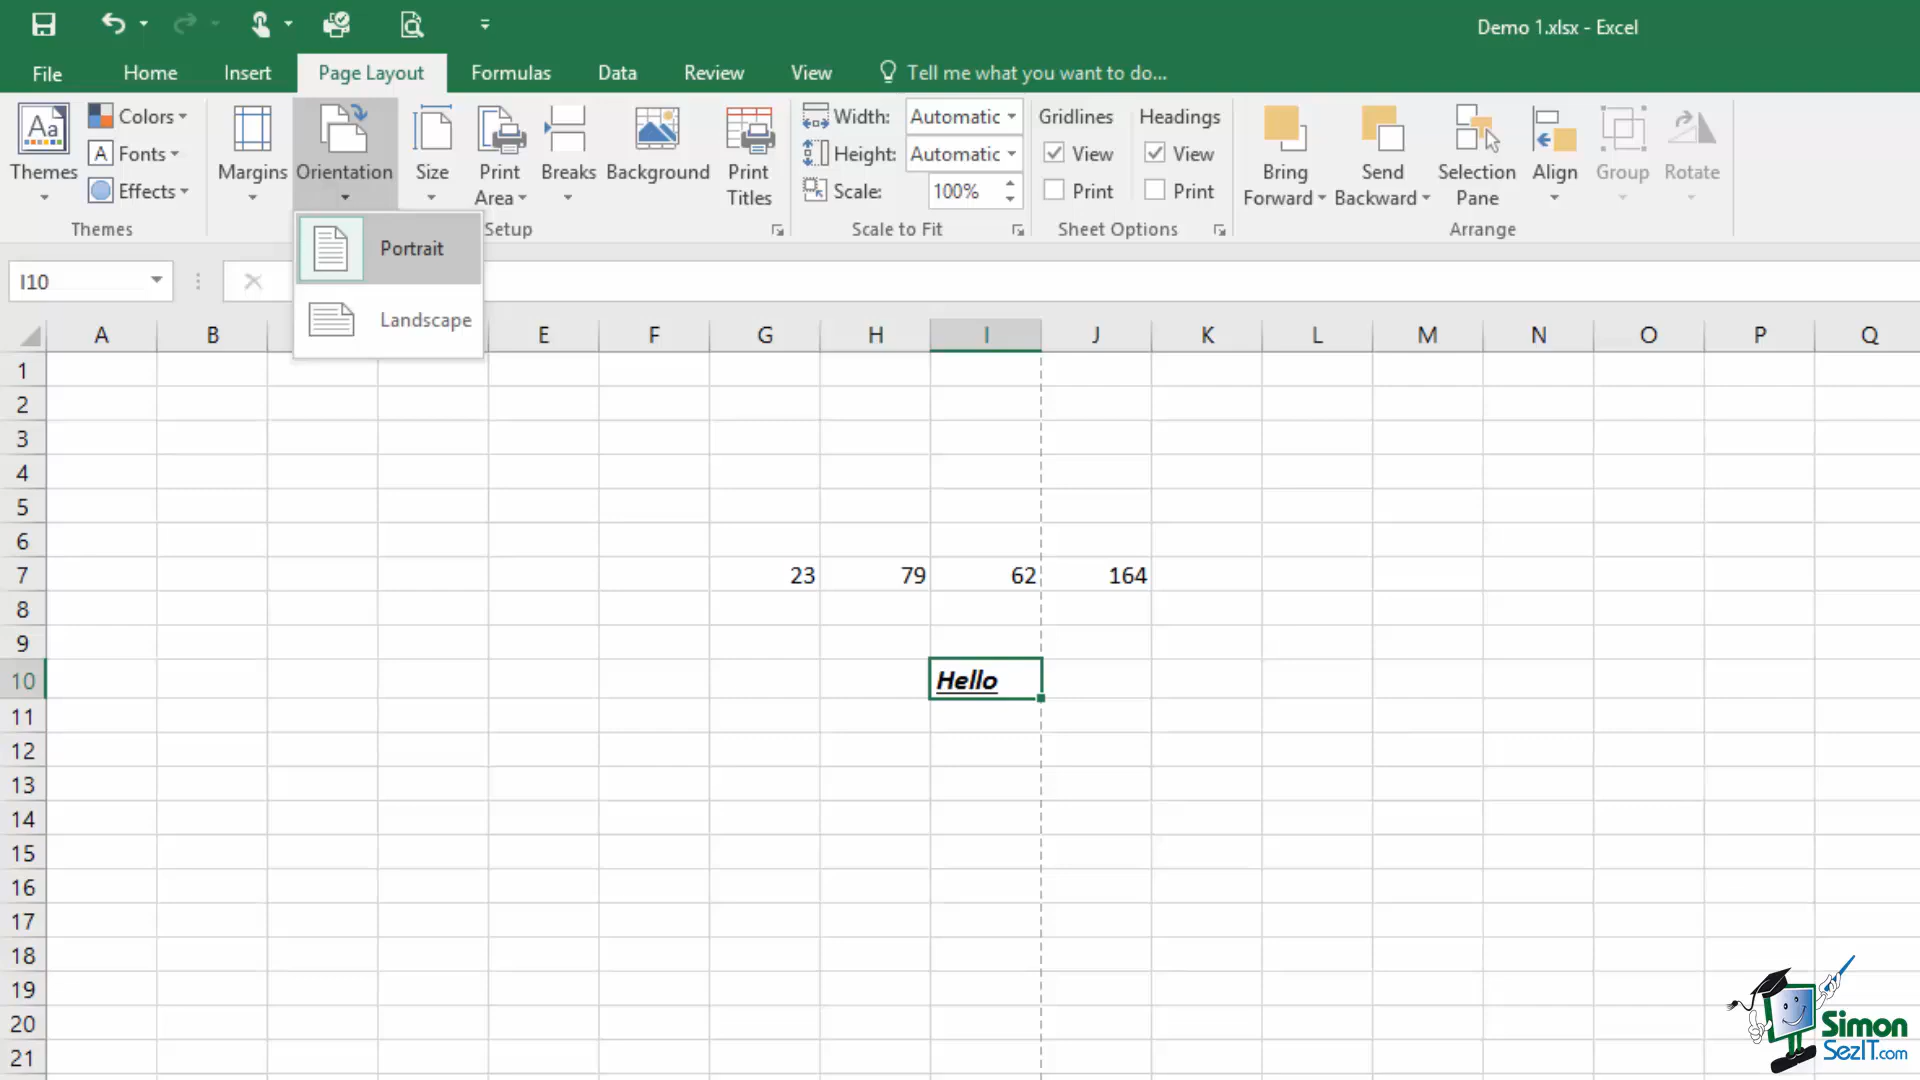 Demo 1.xlsx - Excel
File Home Insert Page Layout Formulas Data Review View Tell me what you want to do...
Themes
Colors
Fonts
Effects
Themes
Margins
Orientation
Size
Print
Area
Breaks
Background
Print
Titles
Setup
Width: Automatic
Height: Automatic
Scale: 100%
Scale to Fit
Gridlines Headings
View View
Print Print
Sheet Options
Bring
Forward
Send
Backward
Selection
Pane
Align
Group
Rotate
Arrange
Portrait
Landscape
I10
A B E F G H I J K L M N O P Q
1
2
3
4
5
6
7 23 79 62 164
8
9
10 Hello
11
12
13
14
15
16
17
18
19
20
21
Simon
SezIT.com